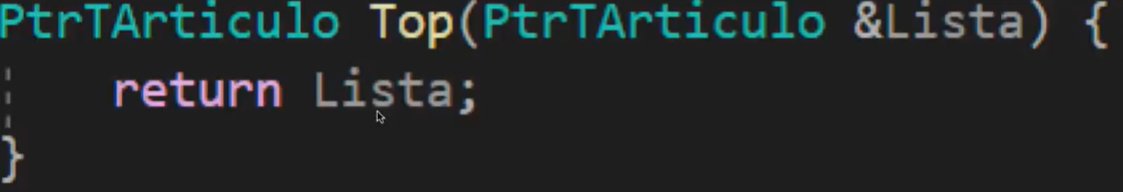 PtrTArticulo Top(PtrTArticulo &Lista) {
return Lista;
}